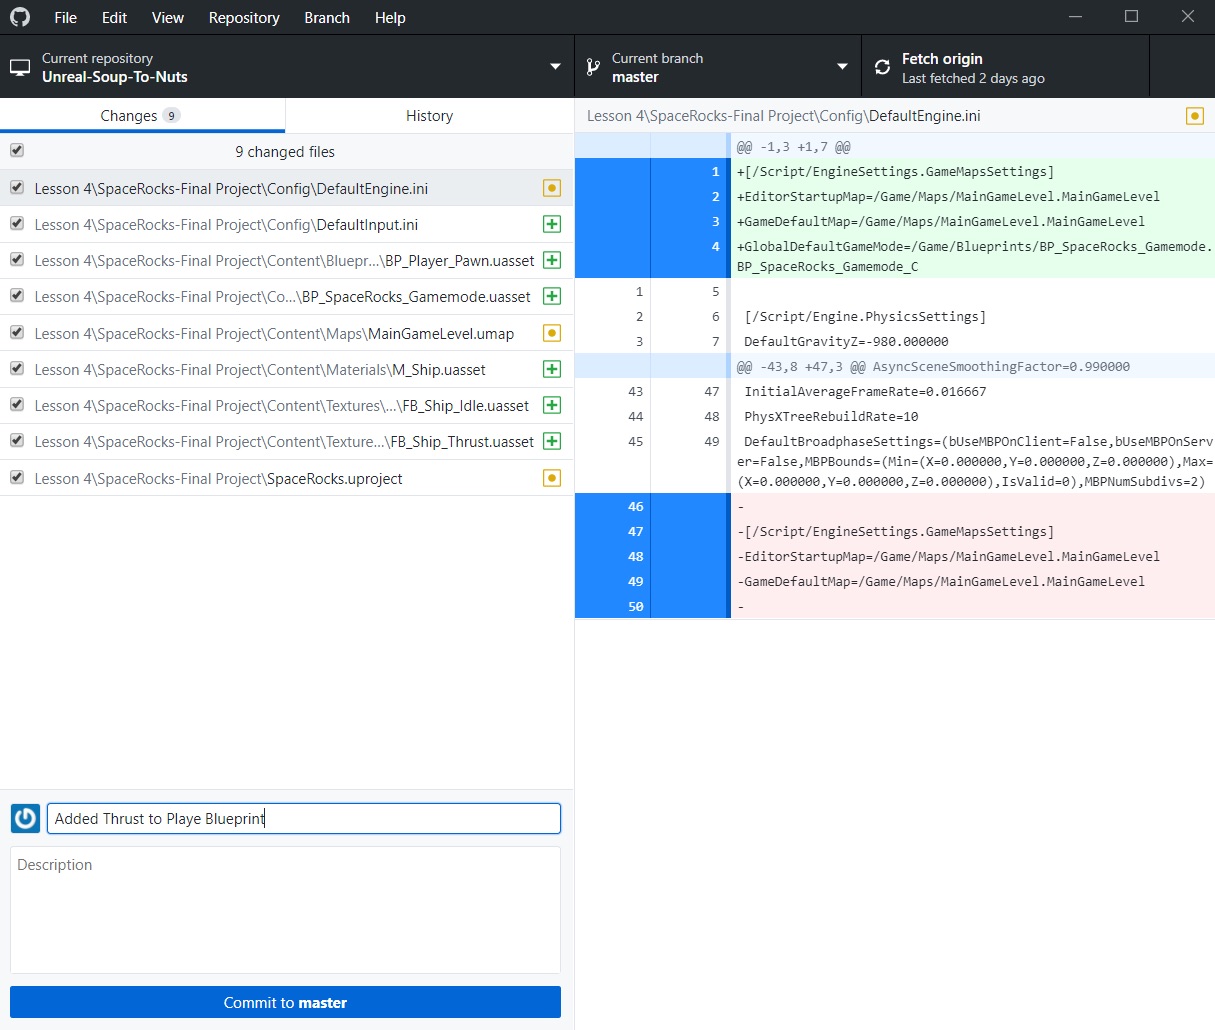 File Edit View Repository Branch Help
Current repository
Unreal-Soup-To-Nuts
Current branch
master
Fetch origin
Last fetched 2 days ago
Changes 9
History
9 changed files
Lesson 4\SpaceRocks-Final Project\Config\DefaultEngine.ini
Lesson 4\SpaceRocks-Final Project\Config\DefaultInput.ini
Lesson 4\SpaceRocks-Final Project\Content\Bluepr...\BP_Player_Pawn.uasset
Lesson 4\SpaceRocks-Final Project\Co...\BP_SpaceRocks_Gamemode.uasset
Lesson 4\SpaceRocks-Final Project\Content\Maps\MainGameLevel.umap
Lesson 4\SpaceRocks-Final Project\Content\Materials\M_Ship.uasset
Lesson 4\SpaceRocks-Final Project\Content\Textures\...\FB_Ship_Idle.uasset
Lesson 4\SpaceRocks-Final Project\Content\Texture...\FB_Ship_Thrust.uasset
Lesson 4\SpaceRocks-Final Project\SpaceRocks.uproject
Added Thrust to Playe Blueprint
Description
Commit to master
Lesson 4\SpaceRocks-Final Project\Config\DefaultEngine.ini
@@ -1,3 +1,7 @@
1 +[/Script/EngineSettings.GameMapsSettings]
2 +EditorStartupMap=/Game/Maps/MainGameLevel.MainGameLevel
3 +GameDefaultMap=/Game/Maps/MainGameLevel.MainGameLevel
4 +GlobalDefaultGameMode=/Game/Blueprints/BP_SpaceRocks_Gamemode.
BP_SpaceRocks_Gamemode_C
1 5
2 6 [/Script/Engine.PhysicsSettings]
3 7 DefaultGravityZ=-980.000000
@@ -43,8 +47,3 @@ AsyncSceneSmoothingFactor=0.990000
43 47 InitialAverageFrameRate=0.016667
44 48 PhysXTreeRebuildRate=10
45 49 DefaultBroadphaseSettings=(bUseMBPOnClient=False,bUseMBPOnServ
er=False,MBPBounds=(Min=(X=0.000000,Y=0.000000,Z=0.000000),Max=
(X=0.000000,Y=0.000000,Z=0.000000),IsValid=0),MBPNumSubdivs=2)
46 -
47 -[/Script/EngineSettings.GameMapsSettings]
48 -EditorStartupMap=/Game/Maps/MainGameLevel.MainGameLevel
49 -GameDefaultMap=/Game/Maps/MainGameLevel.MainGameLevel
50 -